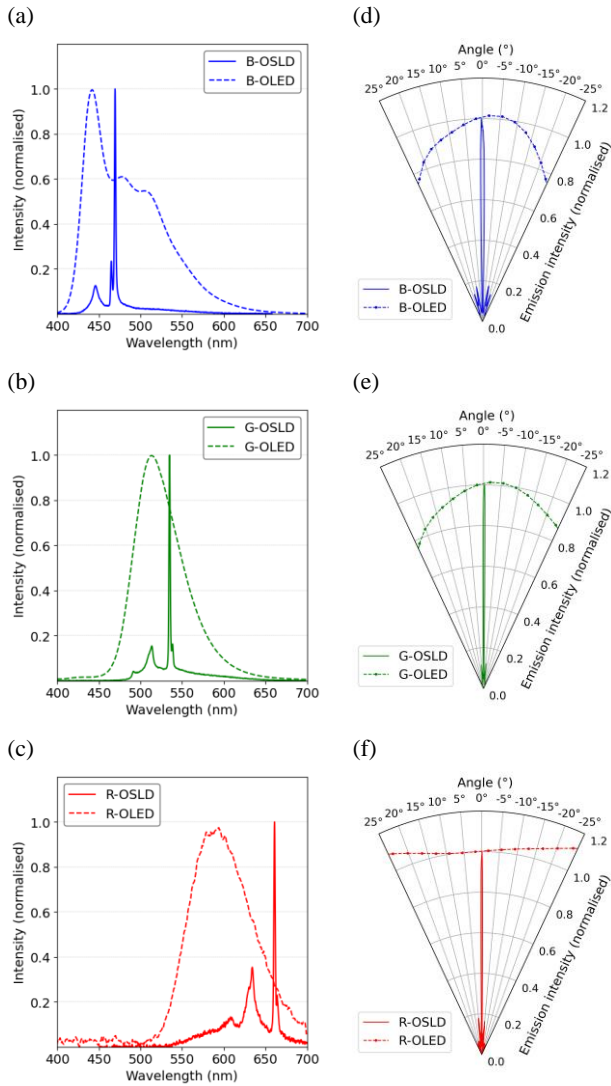 (a)
B-OSLD
B-OLED
Intensity (normalised)
1.0
0.8
0.6
0.4
0.2
400 450 500 550 600 650 700
Wavelength (nm)
(d)
Angle (°)
25° 20° 15° 10° 5° 0° -5° -10° -15° -20° -25°
1.2
1.0
0.8
0.6
0.4
0.2
0.0
Emission intensity (normalised)
B-OSLD
B-OLED
(b)
G-OSLD
G-OLED
Intensity (normalised)
1.0
0.8
0.6
0.4
0.2
400 450 500 550 600 650 700
Wavelength (nm)
(e)
Angle (°)
25° 20° 15° 10° 5° 0° -5° -10° -15° -20° -25°
1.2
1.0
0.8
0.6
0.4
0.2
0.0
Emission intensity (normalised)
G-OSLD
G-OLED
(c)
R-OSLD
R-OLED
Intensity (normalised)
1.0
0.8
0.6
0.4
0.2
400 450 500 550 600 650 700
Wavelength (nm)
(f)
Angle (°)
25° 20° 15° 10° 5° 0° -5° -10° -15° -20° -25°
1.2
1.0
0.8
0.6
0.4
0.2
0.0
Emission intensity (normalised)
R-OSLD
R-OLED